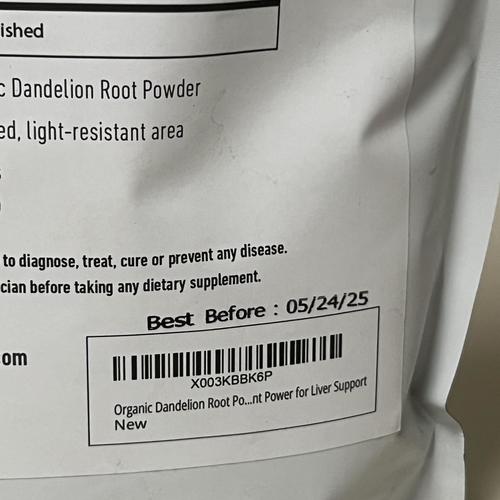 ished
c Dandelion Root Powder
ed, light-resistant area
to diagnose, treat, cure or prevent any disease.
cian before taking any dietary supplement.
Best Before : 05/24/25
om
X003KBBK6P
Organic Dandelion Root Po...nt Power for Liver Support
New